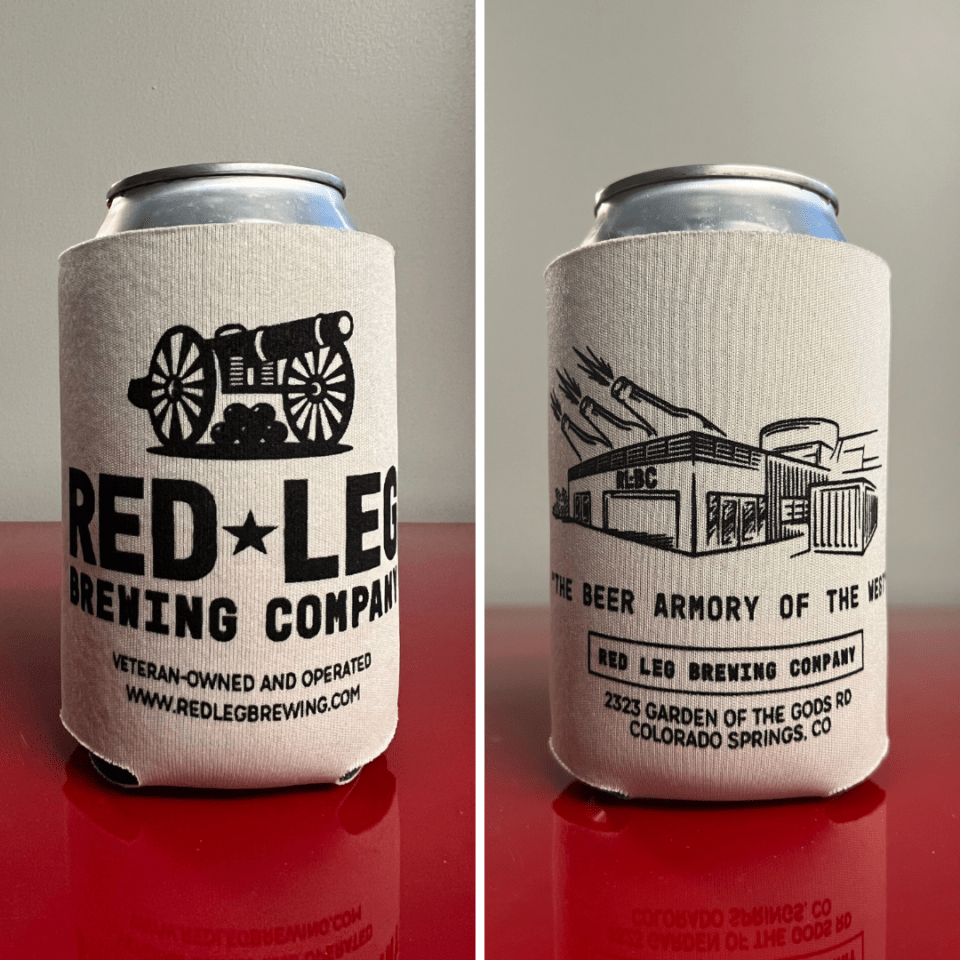 RED★LEG
BREWING COMPANY
VETERAN-OWNED AND OPERATED
WWW.REDLEGBREWING.COM
RLBC
"THE BEER ARMORY OF THE WEST"
RED LEG BREWING COMPANY
2323 GARDEN OF THE GODS RD
COLORADO SPRINGS, CO